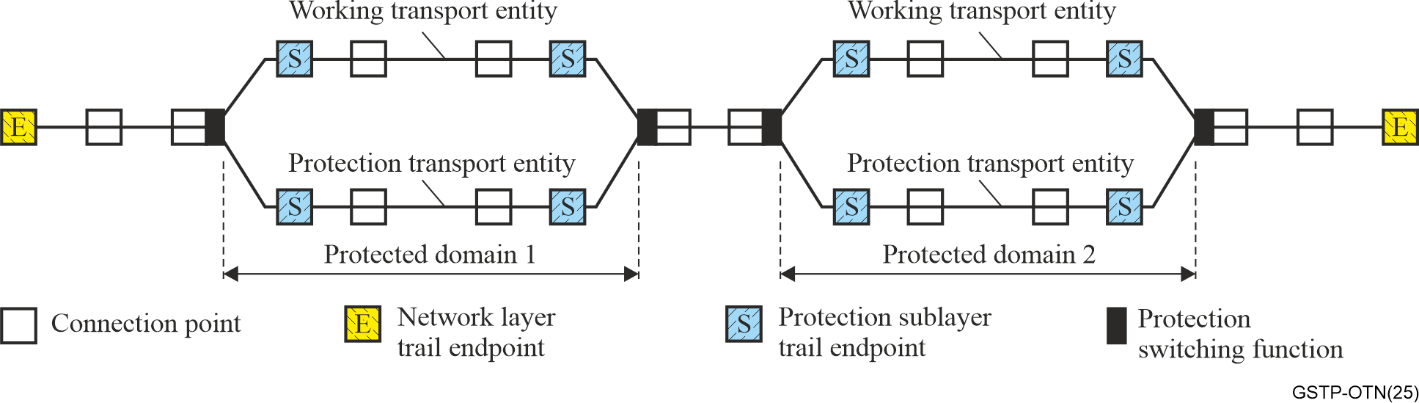 Working transport entity
Working transport entity
S
S
S
S
E
E
Protection transport entity
Protection transport entity
S
S
S
S
Protected domain 1
Protected domain 2
Connection point
E
Network layer
trail endpoint
S
Protection sublayer
trail endpoint
Protection
switching function
GSTP-OTN(25)